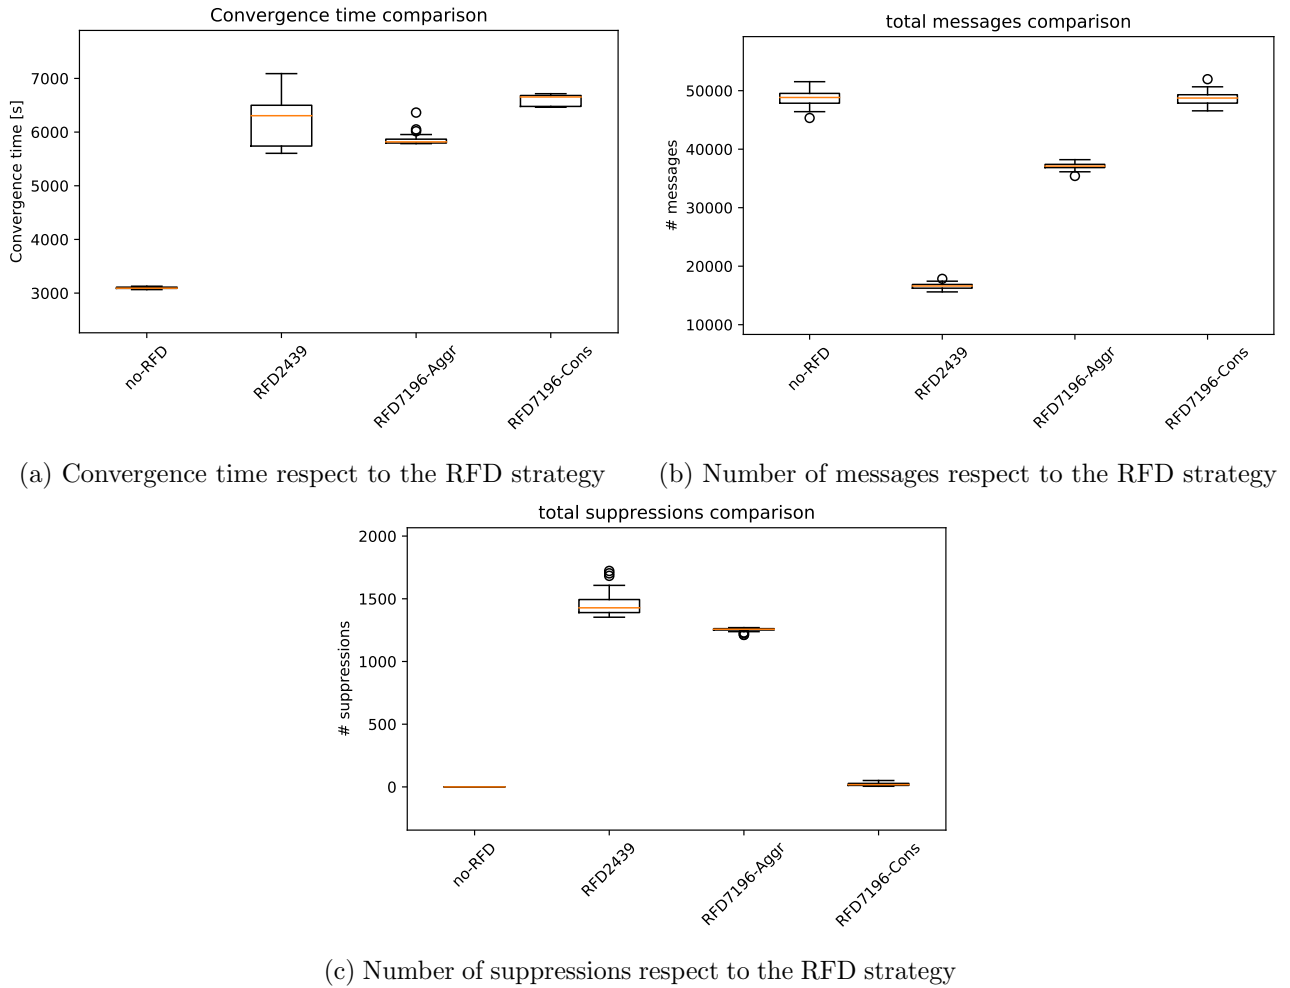 Convergence time comparison
Convergence time [s]
7000
6000
5000
4000
3000
no-RFD
RFD2439
RFD7196-Aggr
RFD7196-Cons
(a) Convergence time respect to the RFD strategy
total messages comparison
# messages
50000
40000
30000
20000
10000
no-RFD
RFD2439
RFD7196-Aggr
RFD7196-Cons
(b) Number of messages respect to the RFD strategy
total suppressions comparison
# suppressions
2000
1500
1000
500
0
no-RFD
RFD2439
RFD7196-Aggr
RFD7196-Cons
(c) Number of suppressions respect to the RFD strategy